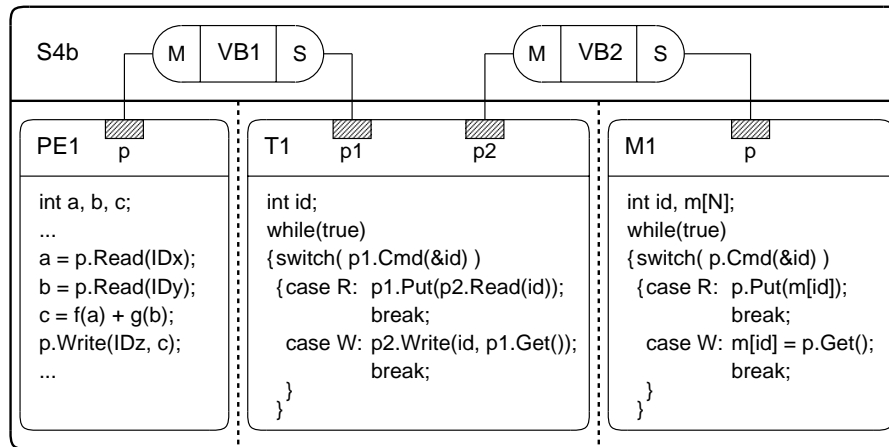 S4b
M VB1 S
M VB2 S
PE1
p
int a, b, c;
...
a = p.Read(IDx);
b = p.Read(IDy);
c = f(a) + g(b);
p.Write(IDz, c);
...
T1
p1
p2
int id;
while(true)
{switch( p1.Cmd(&id) )
{case R: p1.Put(p2.Read(id));
break;
case W: p2.Write(id, p1.Get());
break;
}
}
M1
p
int id, m[N];
while(true)
{switch( p.Cmd(&id) )
{case R: p.Put(m[id]);
break;
case W: m[id] = p.Get();
break;
}
}